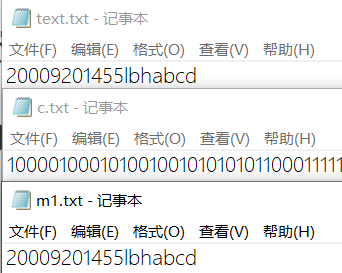 text.txt - 记事本
文件(F) 编辑(E) 格式(O) 查看(V) 帮助(H)
20009201455lbhabcd
c.txt - 记事本
文件(F) 编辑(E) 格式(O) 查看(V) 帮助(H)
10000100010100100101010101100011111
m1.txt - 记事本
文件(F) 编辑(E) 格式(O) 查看(V) 帮助(H)
20009201455lbhabcd